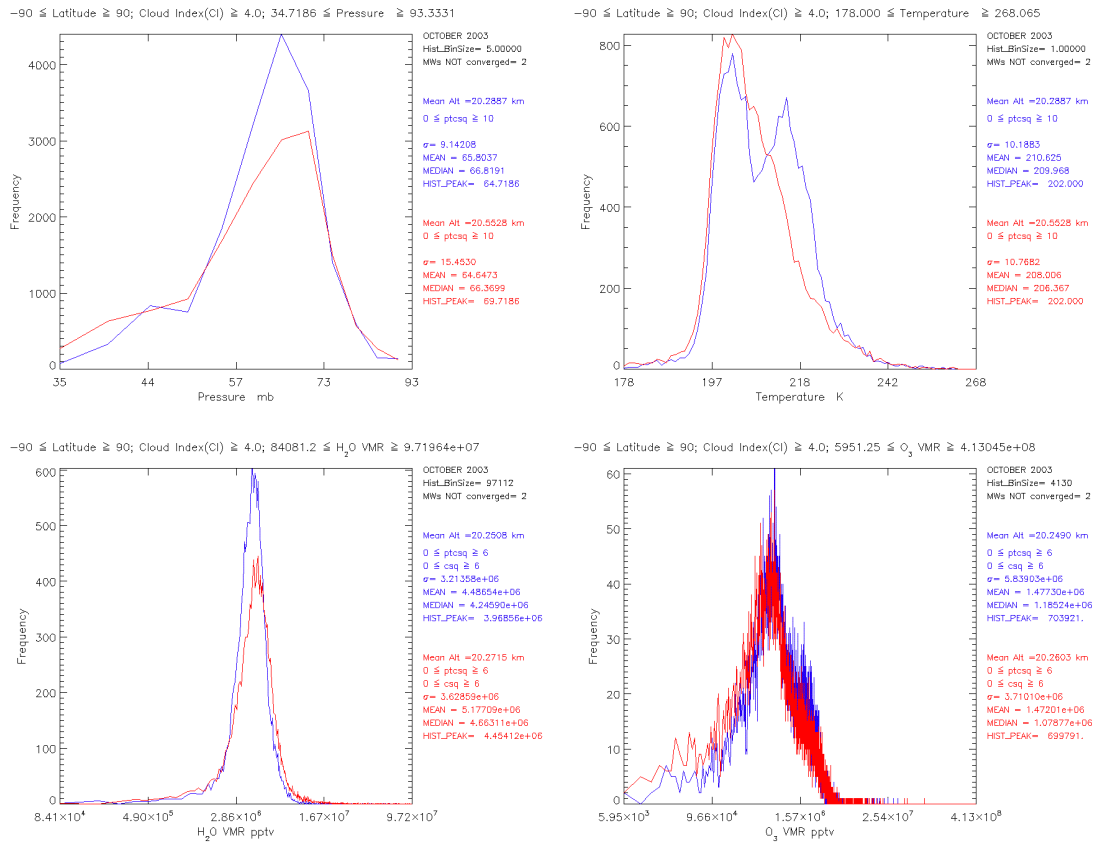 −90 ≦ Latitude ≧ 90; Cloud Index(CI) ≧ 4.0; 34.7186 ≦ Pressure ≧ 93.3331
4000
3000
2000
1000
0
Frequency
35 44 57 73 93
Pressure mb
OCTOBER 2003
Hist_BinSize= 5.00000
MWs NOT converged= 2
Mean Alt =20.2887 km
0 ≦ ptcsq ≧ 10
σ= 9.14208
MEAN = 65.8037
MEDIAN = 66.8191
HIST_PEAK= 64.7186
Mean Alt =20.5528 km
0 ≦ ptcsq ≧ 10
σ= 15.4530
MEAN = 64.6473
MEDIAN = 66.3699
HIST_PEAK= 69.7186
−90 ≦ Latitude ≧ 90; Cloud Index(CI) ≧ 4.0; 178.000 ≦ Temperature ≧ 268.065
800
600
400
200
0
Frequency
178 197 218 242 268
Temperature K
OCTOBER 2003
Hist_BinSize= 1.00000
MWs NOT converged= 2
Mean Alt =20.2887 km
0 ≦ ptcsq ≧ 10
σ= 10.1883
MEAN = 210.625
MEDIAN = 209.968
HIST_PEAK= 202.000
Mean Alt =20.5528 km
0 ≦ ptcsq ≧ 10
σ= 10.7682
MEAN = 208.006
MEDIAN = 206.367
HIST_PEAK= 202.000
−90 ≦ Latitude ≧ 90; Cloud Index(CI) ≧ 4.0; 84081.2 ≦ H₂O VMR ≧ 9.71964e+07
600
500
400
300
200
100
0
Frequency
8.41×10⁴ 4.90×10⁵ 2.86×10⁶ 1.67×10⁷ 9.72×10⁷
H₂O VMR pptv
OCTOBER 2003
Hist_BinSize= 97112
MWs NOT converged= 2
Mean Alt =20.2508 km
0 ≦ ptcsq ≧ 6
0 ≦ csq ≧ 6
σ= 3.21358e+06
MEAN = 4.48654e+06
MEDIAN = 4.24590e+06
HIST_PEAK= 3.96856e+06
Mean Alt =20.2715 km
0 ≦ ptcsq ≧ 6
0 ≦ csq ≧ 6
σ= 3.62859e+06
MEAN = 5.17709e+06
MEDIAN = 4.66311e+06
HIST_PEAK= 4.45412e+06
−90 ≦ Latitude ≧ 90; Cloud Index(CI) ≧ 4.0; 5951.25 ≦ O₃ VMR ≧ 4.13045e+08
60
50
40
30
20
10
0
Frequency
5.95×10³ 9.66×10⁴ 1.57×10⁶ 2.54×10⁷ 4.13×10⁸
O₃ VMR pptv
OCTOBER 2003
Hist_BinSize= 4130
MWs NOT converged= 2
Mean Alt =20.2490 km
0 ≦ ptcsq ≧ 6
0 ≦ csq ≧ 6
σ= 5.83903e+06
MEAN = 1.47730e+06
MEDIAN = 1.18524e+06
HIST_PEAK= 703921.
Mean Alt =20.2603 km
0 ≦ ptcsq ≧ 6
0 ≦ csq ≧ 6
σ= 3.71010e+06
MEAN = 1.47201e+06
MEDIAN = 1.07877e+06
HIST_PEAK= 699791.